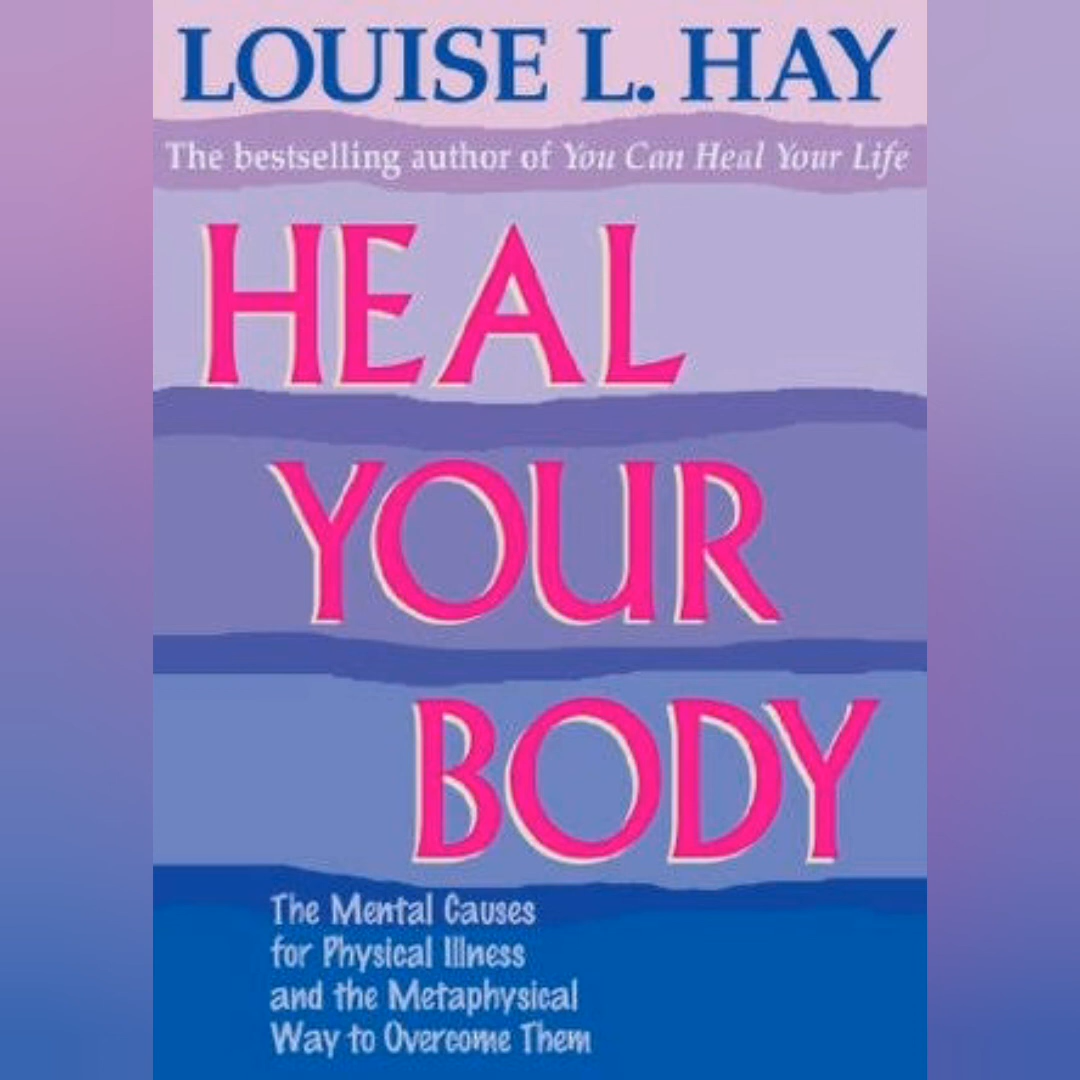 LOUISE L. HAY
The bestselling author of You Can Heal Your Life
HEAL
YOUR
BODY
The Mental Causes
for Physical Illness
and the Metaphysical
Way to Overcome Them